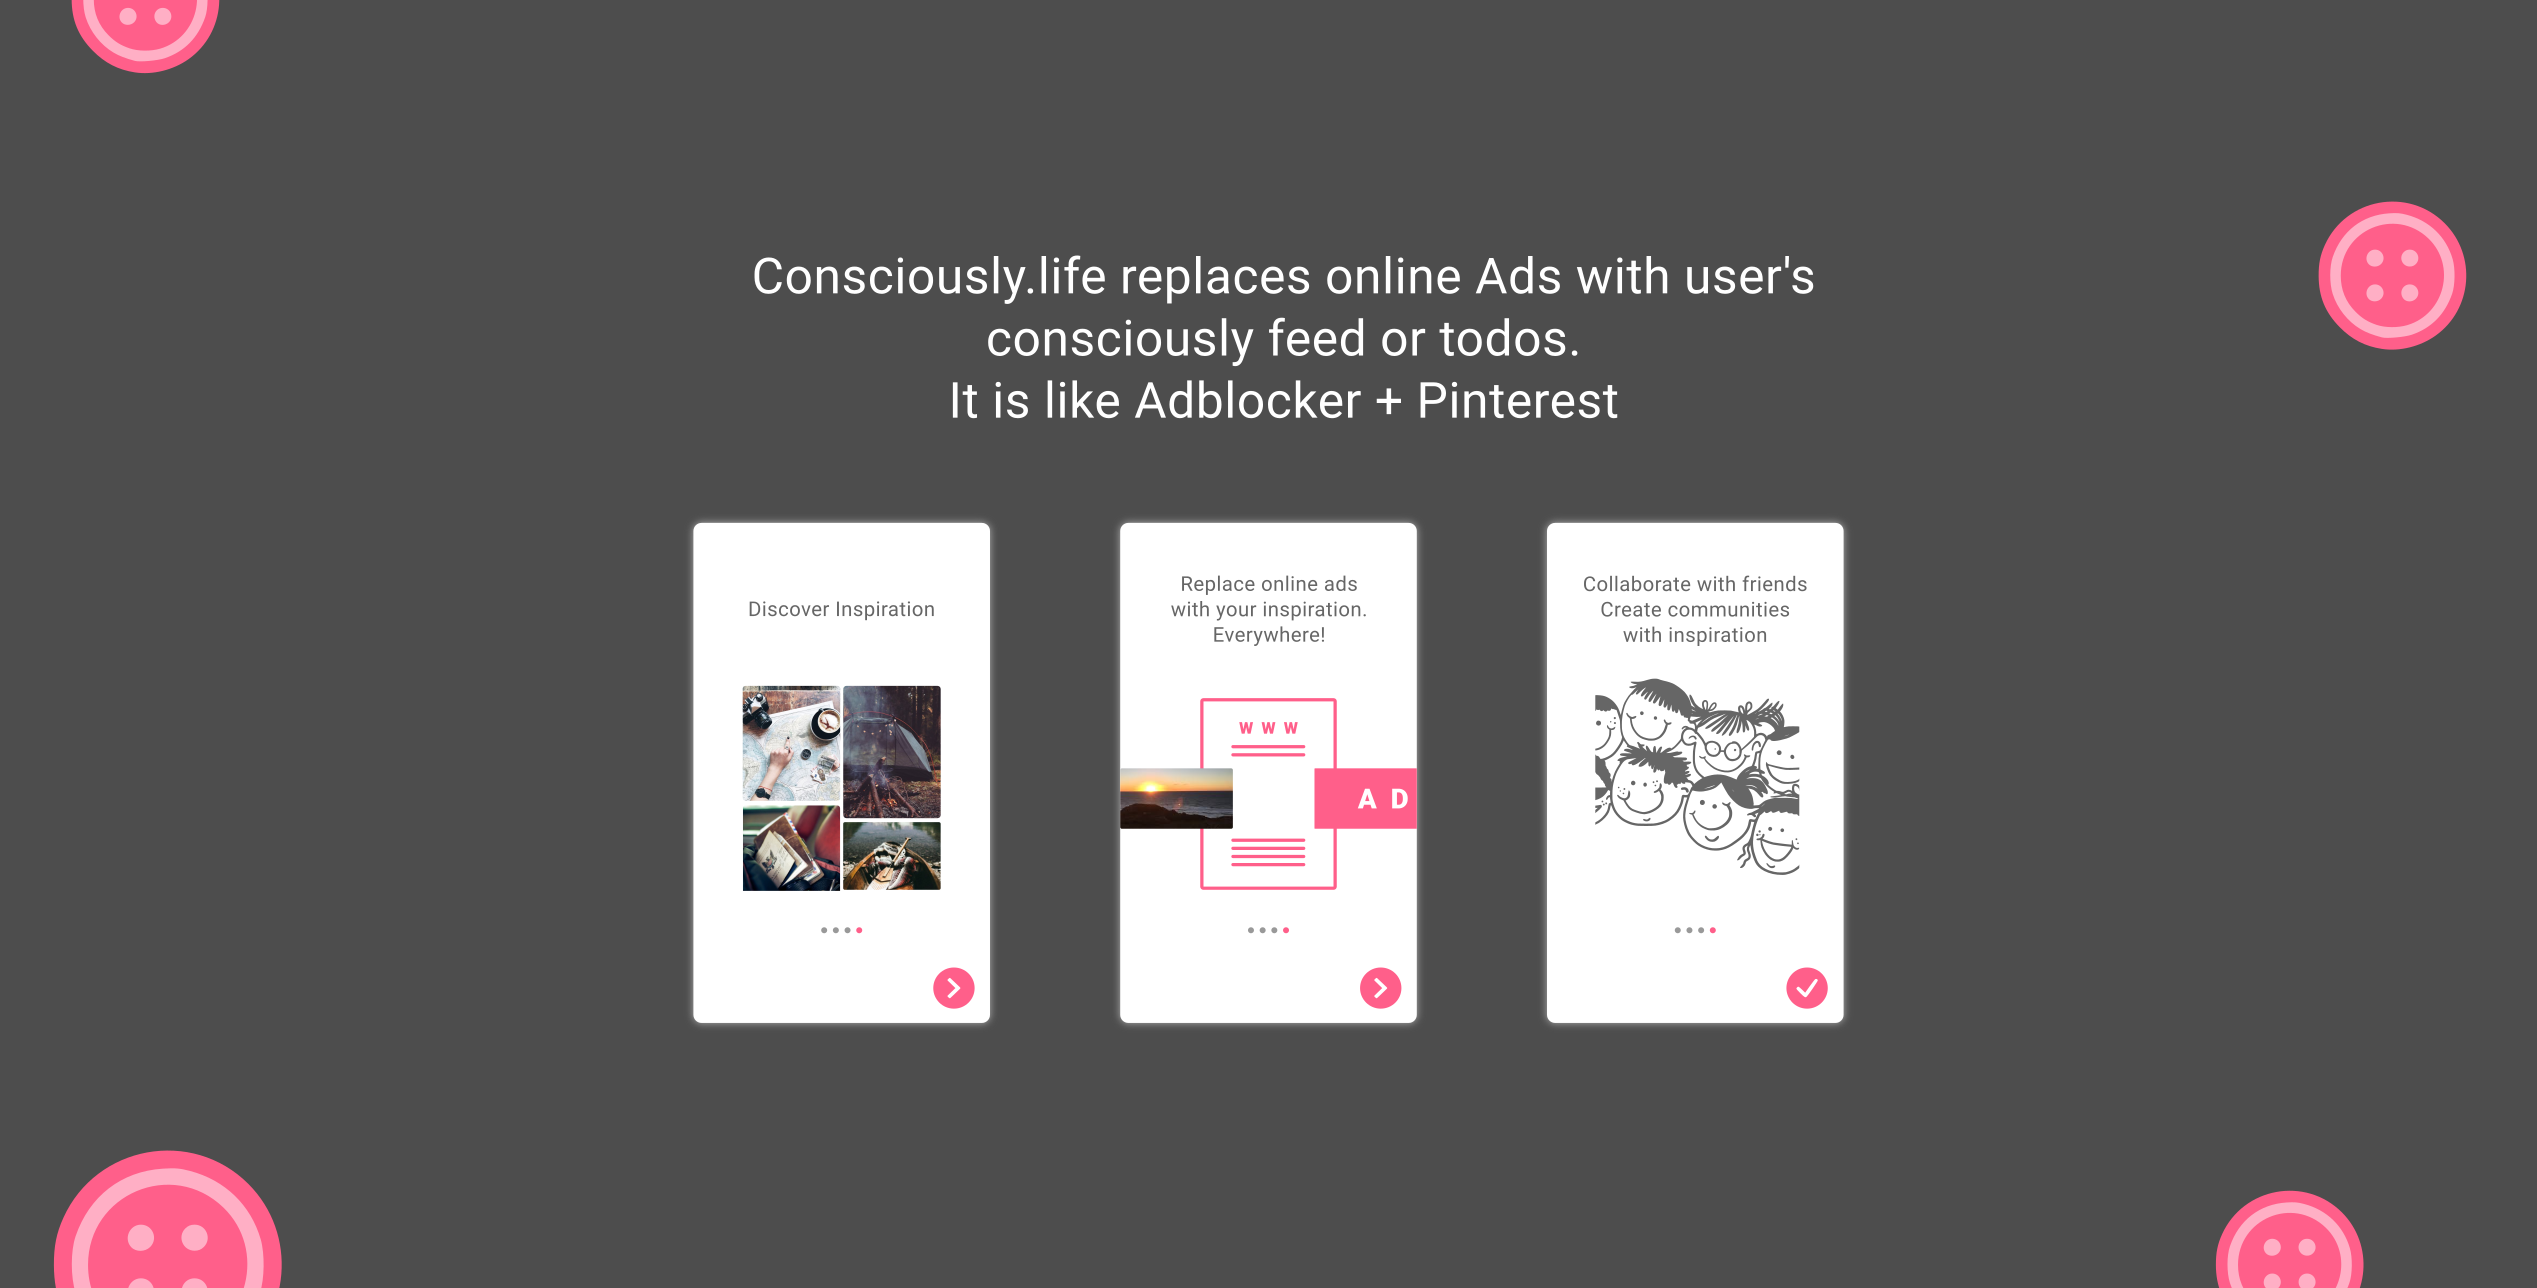 Consciously.life replaces online Ads with user's
consciously feed or todos.
It is like Adblocker + Pinterest
Discover Inspiration
Replace online ads
with your inspiration.
Everywhere!
W W W
A D
Collaborate with friends
Create communities
with inspiration